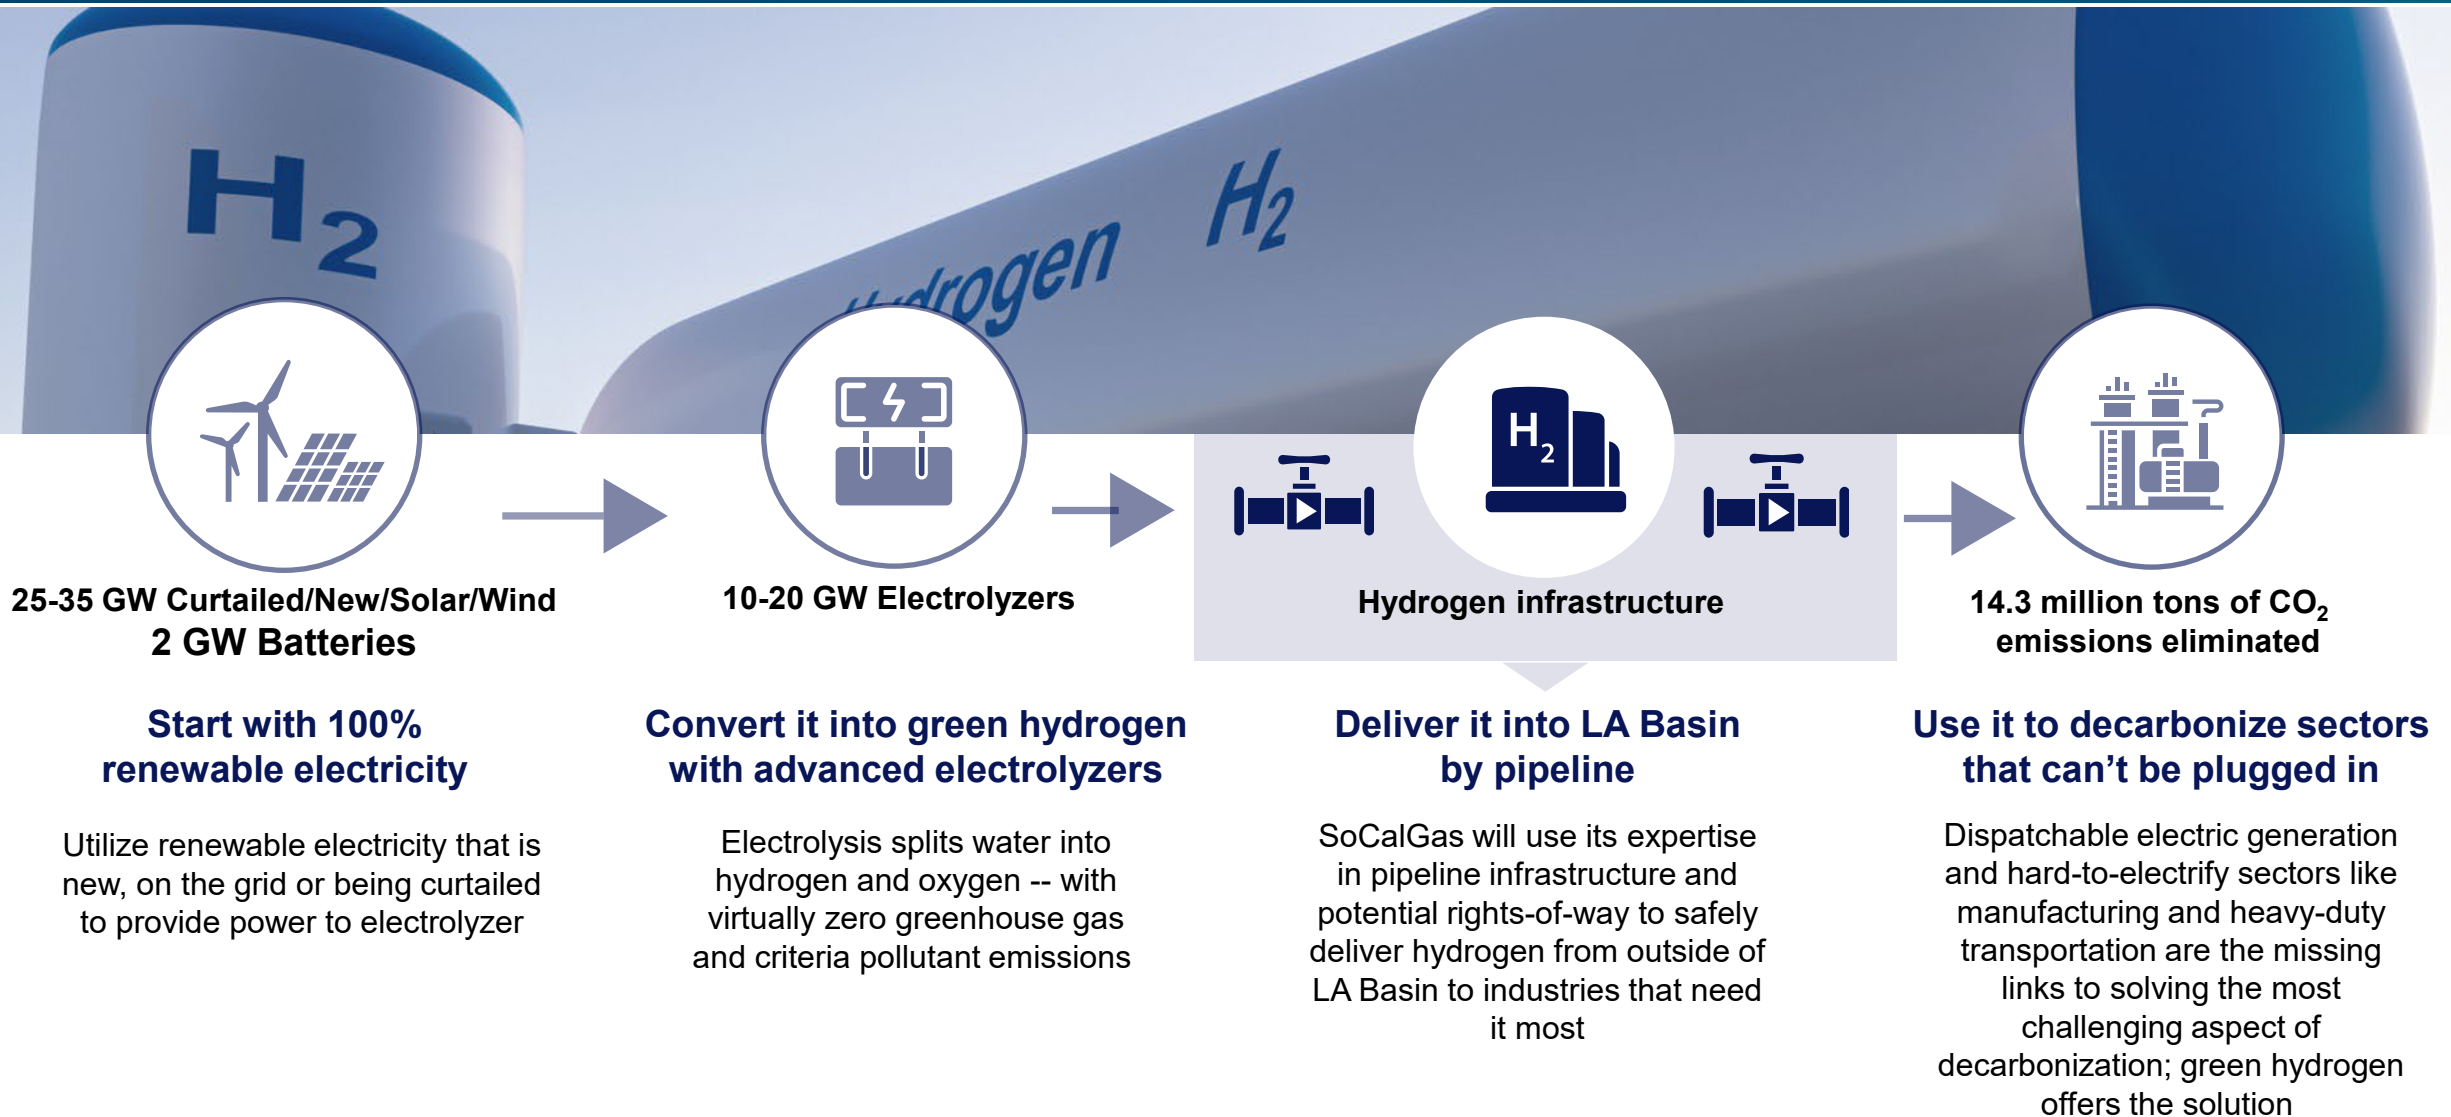 H2
Hydrogen H2
H2
25-35 GW Curtailed/New/Solar/Wind
2 GW Batteries
Start with 100%
renewable electricity
Utilize renewable electricity that is
new, on the grid or being curtailed
to provide power to electrolyzer
10-20 GW Electrolyzers
Convert it into green hydrogen
with advanced electrolyzers
Electrolysis splits water into
hydrogen and oxygen -- with
virtually zero greenhouse gas
and criteria pollutant emissions
Hydrogen infrastructure
Deliver it into LA Basin
by pipeline
SoCalGas will use its expertise
in pipeline infrastructure and
potential rights-of-way to safely
deliver hydrogen from outside of
LA Basin to industries that need
it most
14.3 million tons of CO2
emissions eliminated
Use it to decarbonize sectors
that can’t be plugged in
Dispatchable electric generation
and hard-to-electrify sectors like
manufacturing and heavy-duty
transportation are the missing
links to solving the most
challenging aspect of
decarbonization; green hydrogen
offers the solution